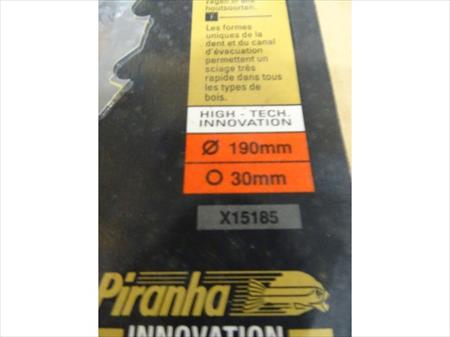 zagen in alle
houtsoorten.
i
Les formes
uniques de la
dent et du canal
d'évacuation
permettent un
sciage très
rapide dans tous
les types de
bois.
HIGH - TECH.
INNOVATION
Ø 190mm
O 30mm
X15185
Piranha
INNOVATION